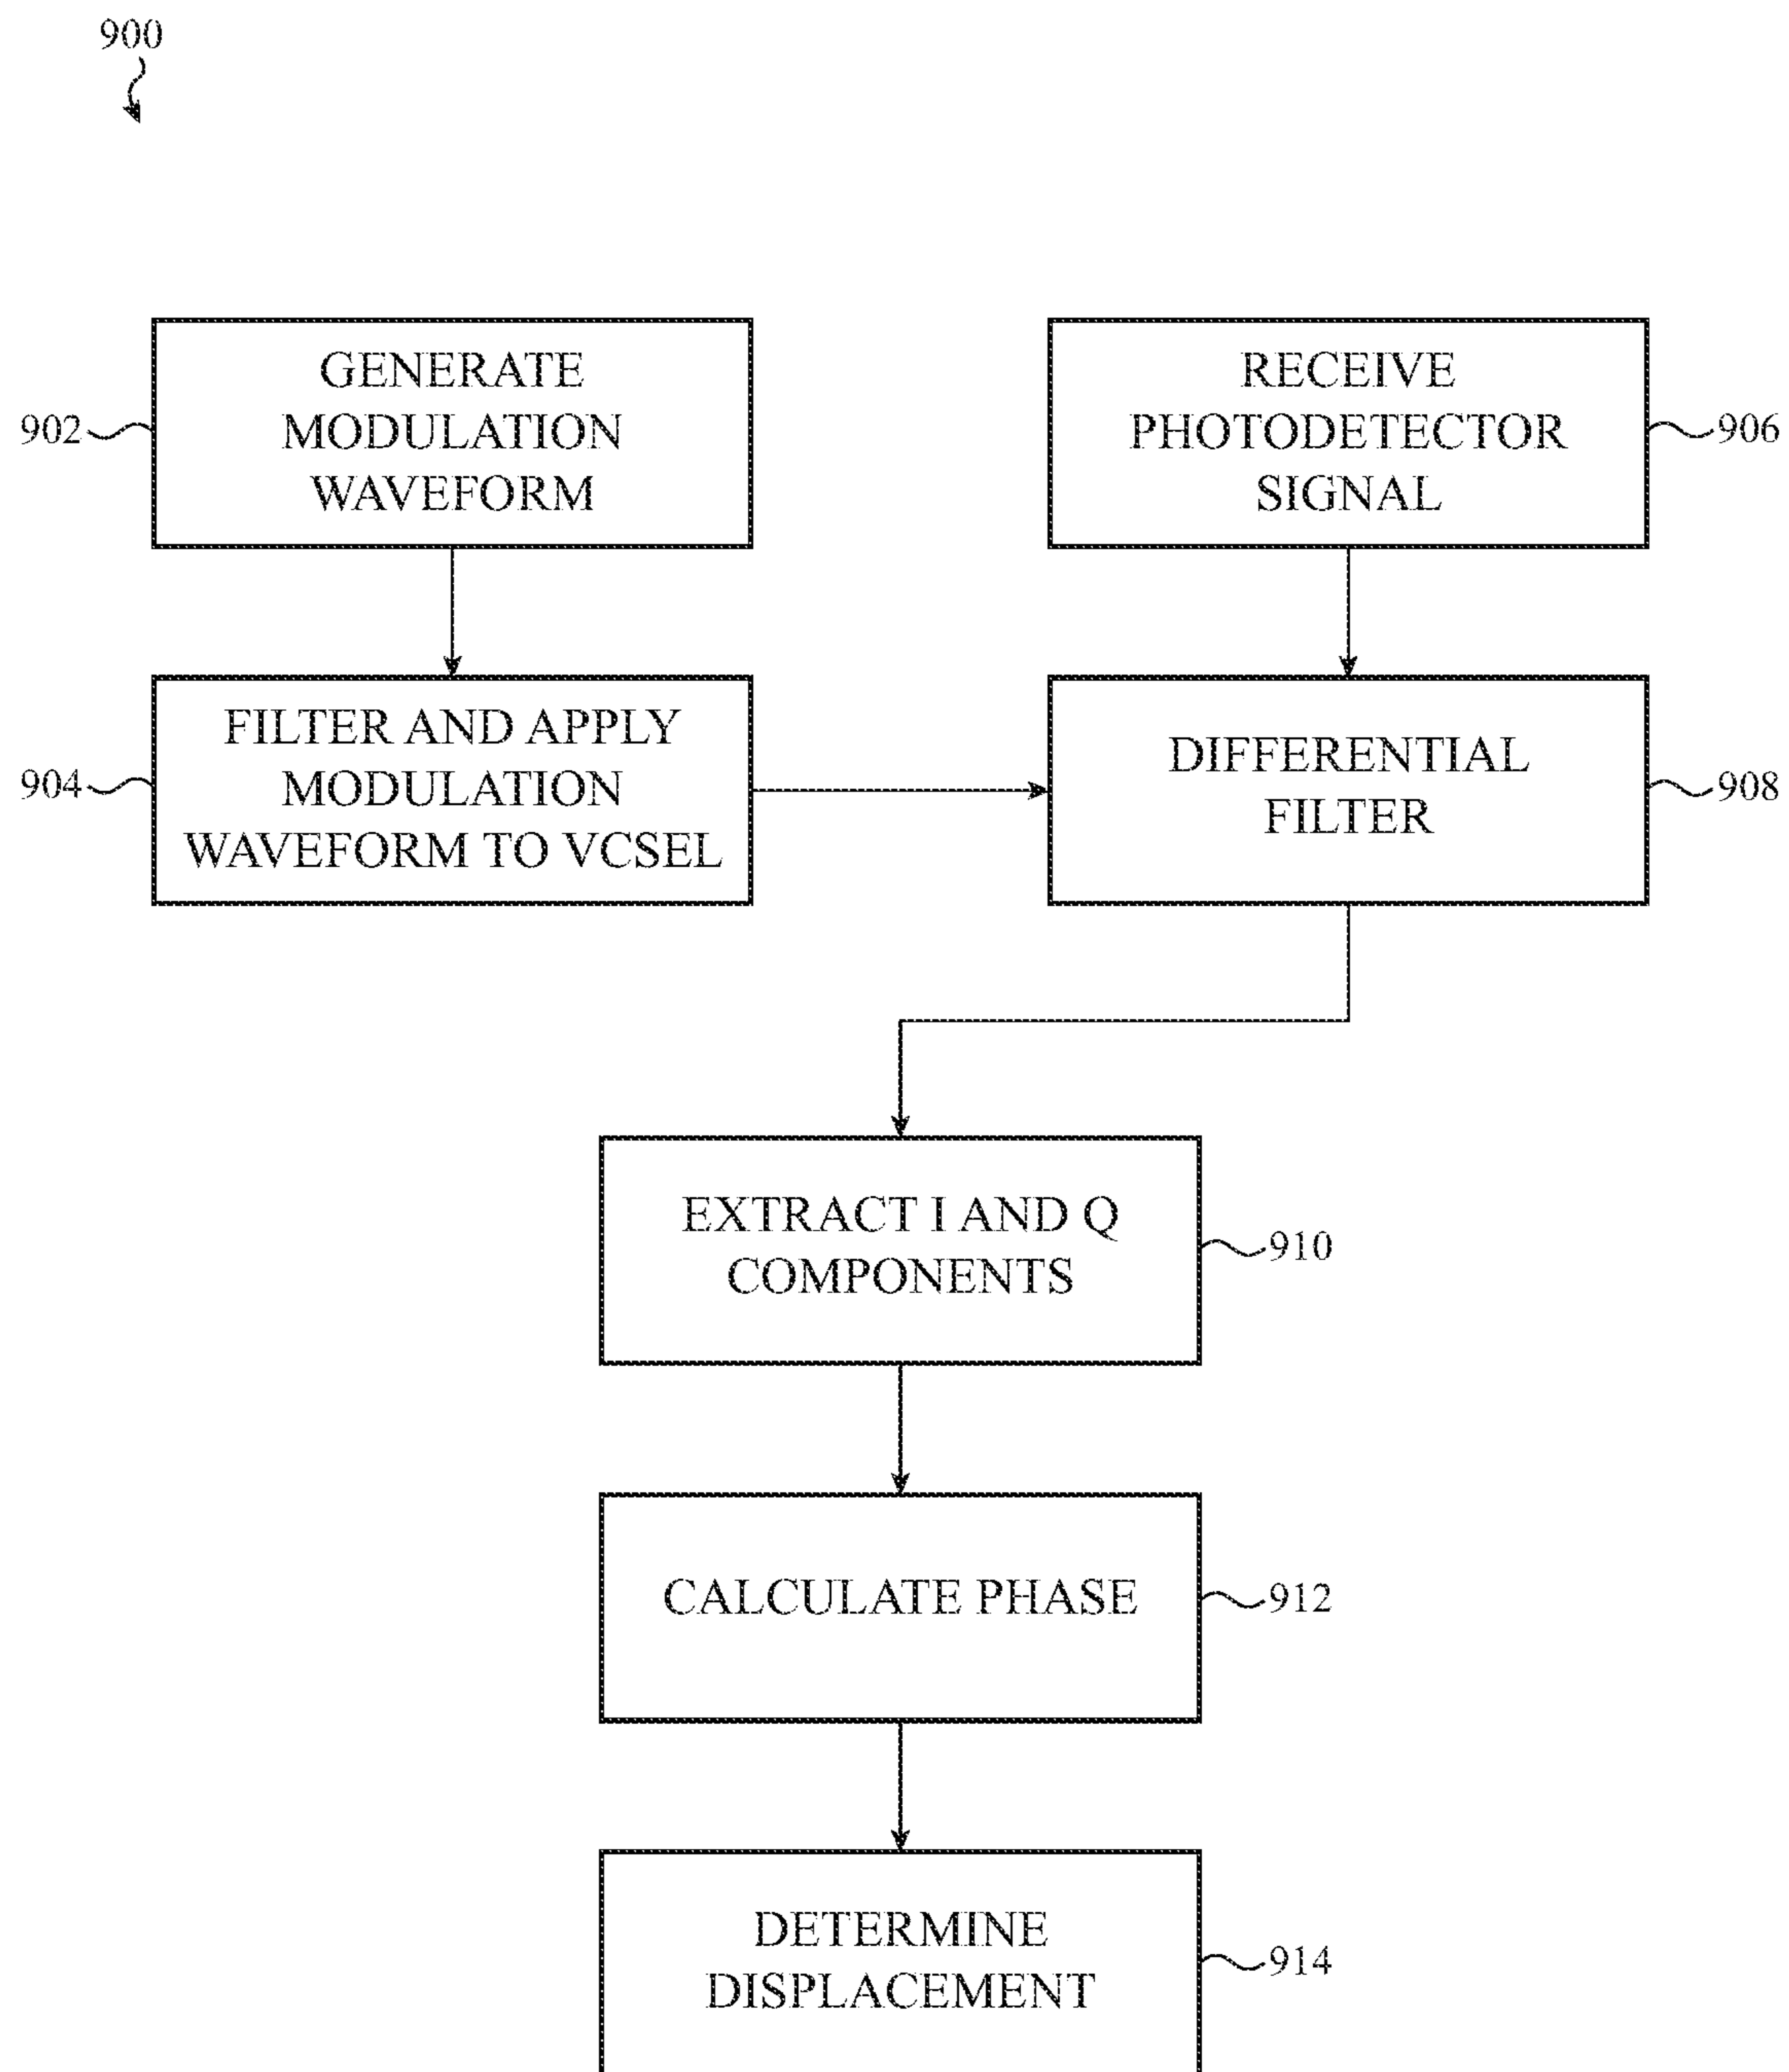 900
GENERATE
MODULATION
WAVEFORM
902
RECEIVE
PHOTODETECTOR
SIGNAL
906
FILTER AND APPLY
MODULATION
WAVEFORM TO VCSEL
904
DIFFERENTIAL
FILTER
908
EXTRACT I AND Q
COMPONENTS
910
CALCULATE PHASE
912
DETERMINE
DISPLACEMENT
914